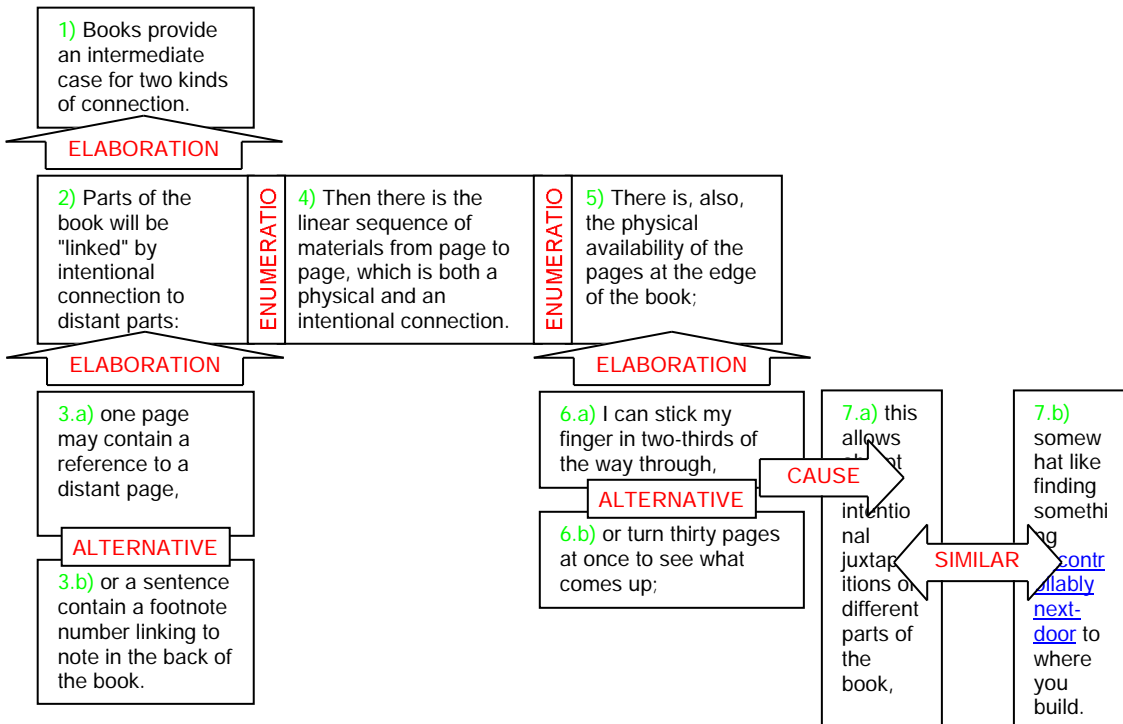 1) Books provide
an intermediate
case for two kinds
of connection.
ELABORATION
2) Parts of the
book will be
"linked" by
intentional
connection to
distant parts:
ENUMERATIO
4) Then there is the
linear sequence of
materials from page to
page, which is both a
physical and an
intentional connection.
ENUMERATIO
5) There is, also,
the physical
availability of the
pages at the edge
of the book;
ELABORATION
3.a) one page
may contain a
reference to a
distant page,
ALTERNATIVE
3.b) or a sentence
contain a footnote
number linking to
note in the back of
the book.
ELABORATION
6.a) I can stick my
finger in two-thirds of
the way through,
ALTERNATIVE
6.b) or turn thirty pages
at once to see what
comes up;
CAUSE
7.a) this
allows
intentio
nal
different
parts of
the
book,
SIMILAR
7.b)
somew
hat like
finding
somethi
next-
door to
where
you
build.